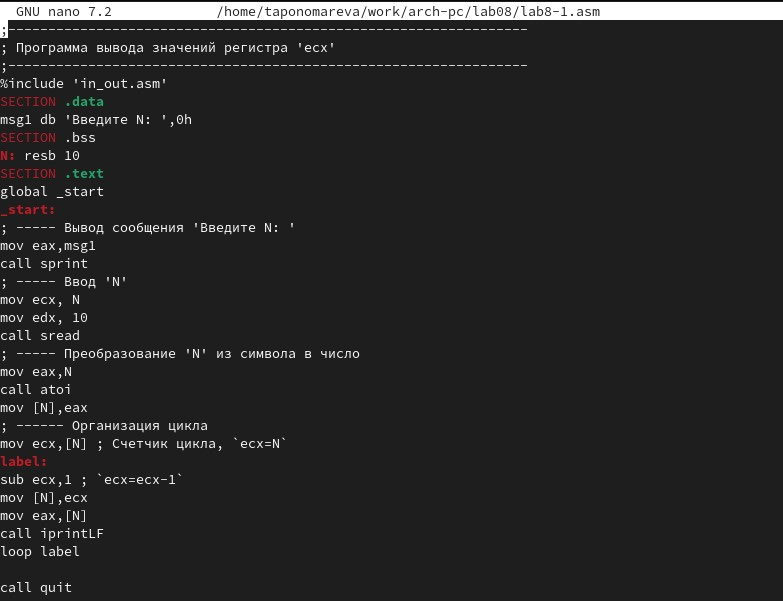 GNU nano 7.2 /home/taponomareva/work/arch-pc/lab08/lab8-1.asm
;-----------------------------------------------------------------
; Программа вывода значений регистра 'ecx'
;-----------------------------------------------------------------
%include 'in_out.asm'
SECTION .data
msg1 db 'Введите N: ',0h
SECTION .bss
N: resb 10
SECTION .text
global _start
_start:
; ----- Вывод сообщения 'Введите N: '
mov eax,msg1
call sprint
; ----- Ввод 'N'
mov ecx, N
mov edx, 10
call sread
; ----- Преобразование 'N' из символа в число
mov eax,N
call atoi
mov [N],eax
; ------ Организация цикла
mov ecx,[N] ; Счетчик цикла, `ecx=N`
label:
sub ecx,1 ; `ecx=ecx-1`
mov [N],ecx
mov eax,[N]
call iprintLF
loop label
call quit